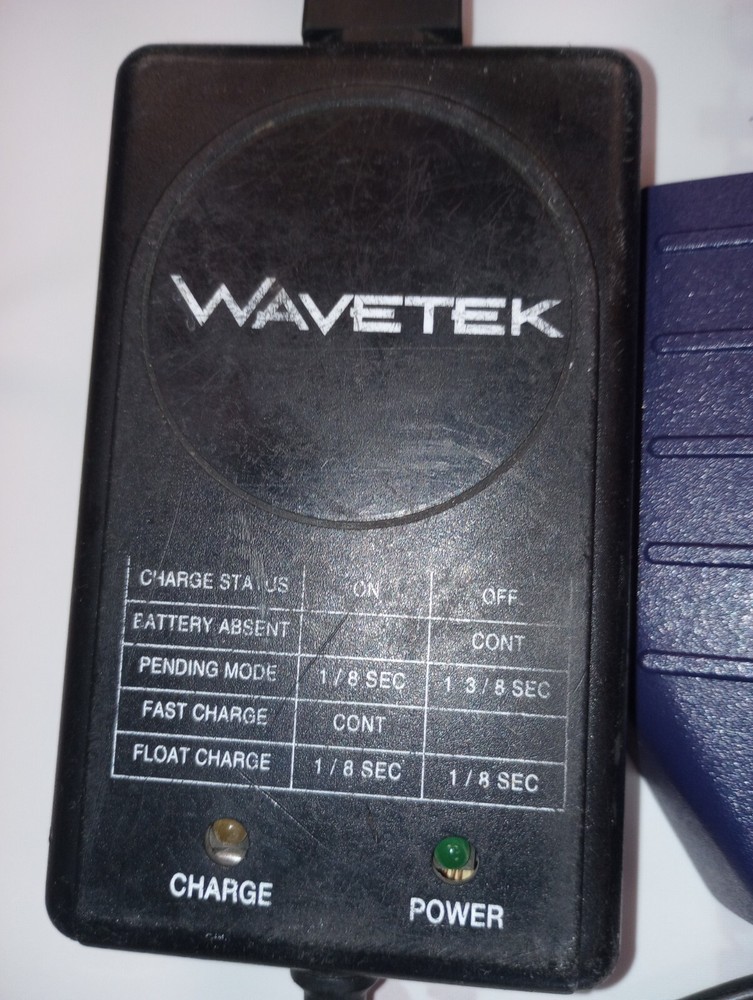 WAVETEK
CHARGE STATUS ON OFF
BATTERY ABSENT CONT
PENDING MODE 1/8 SEC 1 3/8 SEC
FAST CHARGE CONT
FLOAT CHARGE 1/8 SEC 1/8 SEC
CHARGE
POWER